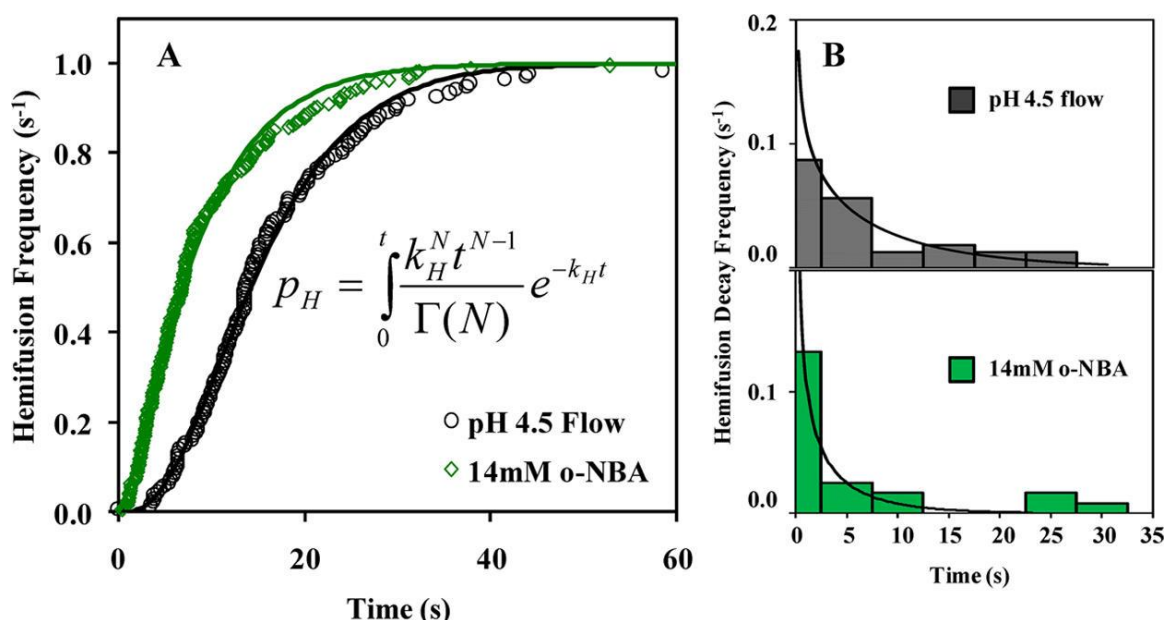 A
Hemifusion Frequency (s⁻¹)
1.0
0.8
0.6
0.4
0.2
0.0
p_H = ∫₀ᵗ k_H^N t^{N−1} / Γ(N) e^{−k_H t}
pH 4.5 Flow
14mM o-NBA
0 20 40 60
Time (s)
B
Hemifusion Decay Frequency (s⁻¹)
0.2
0.1
0.0
pH 4.5 flow
0.1
0.0
14mM o-NBA
0 5 10 15 20 25 30 35
Time (s)